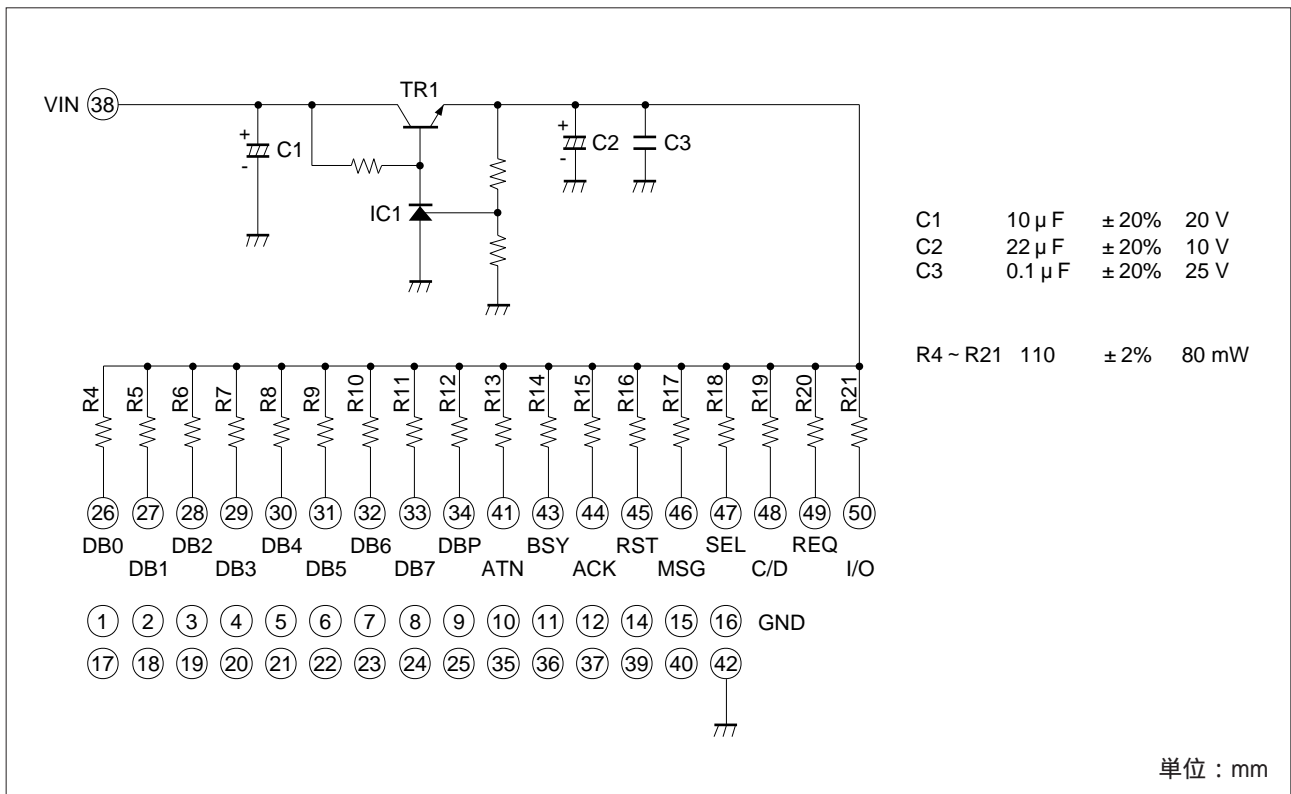 TR1
VIN 38
+
-
C1
+
-
C2
C3
IC1
C1 10 μ F ± 20% 20 V
C2 22 μ F ± 20% 10 V
C3 0.1 μ F ± 20% 25 V
R4 ~ R21 110 ± 2% 80 mW
R4 R5 R6 R7 R8 R9 R10 R11 R12 R13 R14 R15 R16 R17 R18 R19 R20 R21
26 27 28 29 30 31 32 33 34 41 43 44 45 46 47 48 49 50
DB0 DB2 DB4 DB6 DBP BSY RST SEL REQ
DB1 DB3 DB5 DB7 ATN ACK MSG C/D I/O
1 2 3 4 5 6 7 8 9 10 11 12 14 15 16 GND
17 18 19 20 21 22 23 24 25 35 36 37 39 40 42
単位：mm